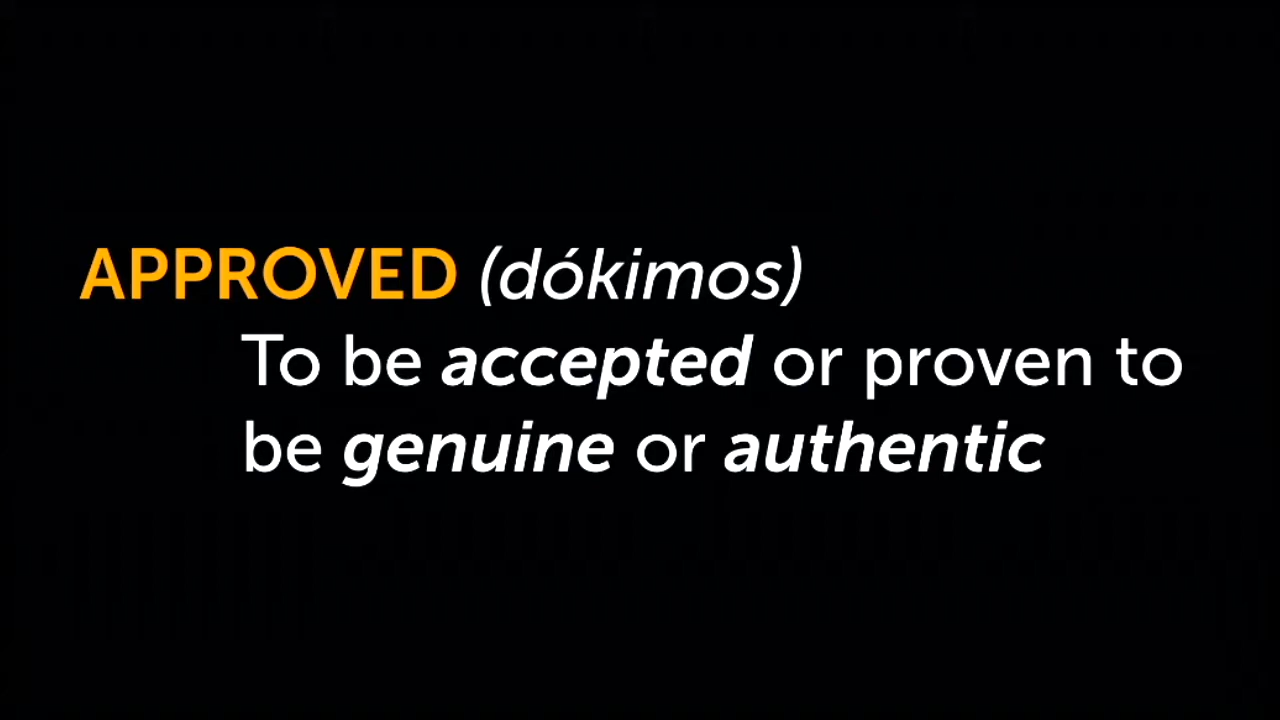 APPROVED (dókimos)
To be accepted or proven to
be genuine or authentic